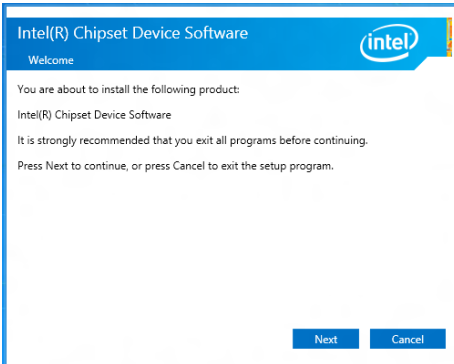 Intel(R) Chipset Device Software
intel
Welcome
You are about to install the following product:
Intel(R) Chipset Device Software
It is strongly recommended that you exit all programs before continuing.
Press Next to continue, or press Cancel to exit the setup program.
Next
Cancel